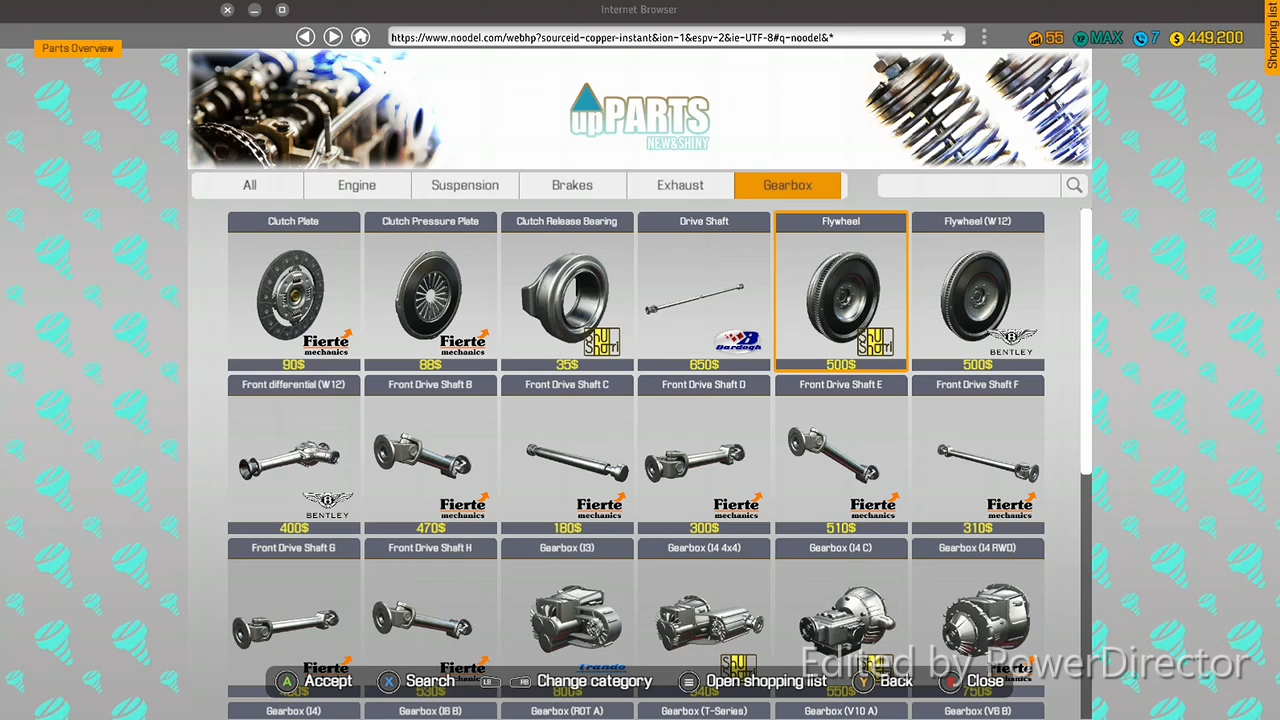 Internet Browser
https://www.noodel.com/webhp?sourceid-copper-instant&ion-1&espv-2&ie-UTF-8#q-noodel&*
55 MAX 7 $ 449,200
Shopping list
Parts Overview
upPARTS
NEW&SHINY
All Engine Suspension Brakes Exhaust Gearbox
Clutch Plate Clutch Pressure Plate Clutch Release Bearing Drive Shaft Flywheel Flywheel (W12)
Fierte mechanics Fierte mechanics Bardogh BENTLEY
90$ 88$ 35$ 650$ 500$ 500$
Front differential (W12) Front Drive Shaft B Front Drive Shaft C Front Drive Shaft D Front Drive Shaft E Front Drive Shaft F
BENTLEY Fierte mechanics Fierte mechanics Fierte mechanics Fierte mechanics Fierte mechanics
400$ 470$ 180$ 300$ 510$ 310$
Front Drive Shaft G Front Drive Shaft H Gearbox (I3) Gearbox (I4 4x4) Gearbox (I4 C) Gearbox (I4 RWD)
Fierte Fierte
A Accept X Search LB RB Change category Open shopping list Y Back Close
Edited by PowerDirector
Gearbox (I4) Gearbox (I6 B) Gearbox (RDT A) Gearbox (T-Series) Gearbox (V10 A) Gearbox (V6 B)